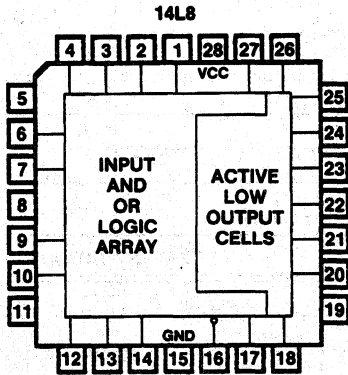 14L8
4 3 2 1 28 27 26
VCC
5 25
6 24
7 23
8 22
9 21
10 20
11 19
INPUT
AND
OR
LOGIC
ARRAY
ACTIVE
LOW
OUTPUT
CELLS
GND
12 13 14 15 16 17 18